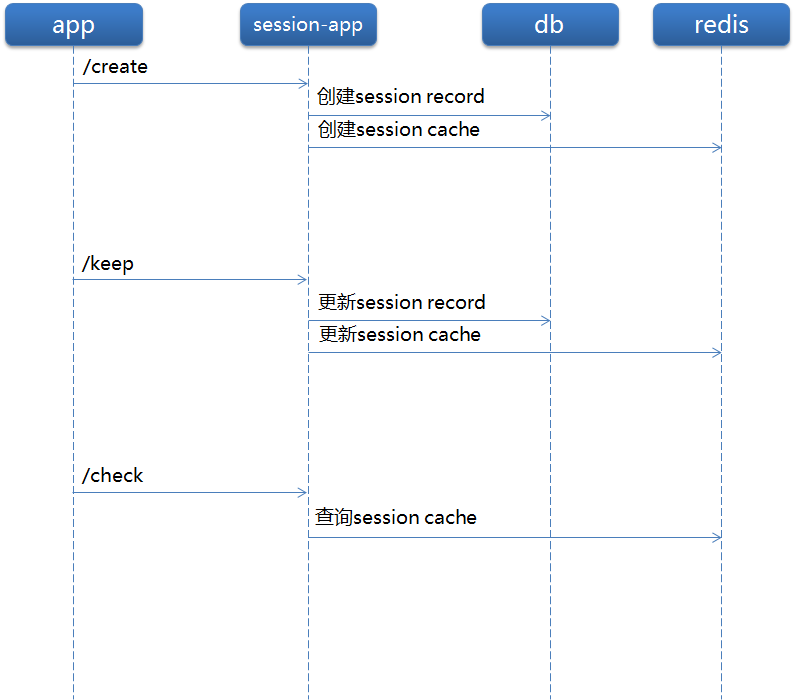 app
session-app
db
redis
/create
创建session record
创建session cache
/keep
更新session record
更新session cache
/check
查询session cache